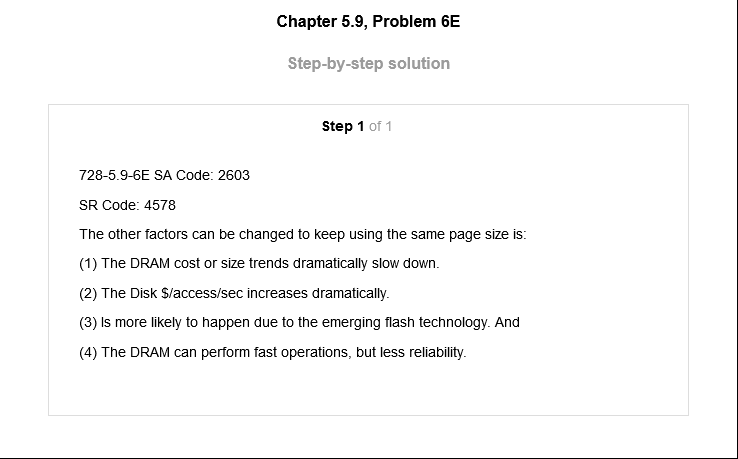 Chapter 5.9, Problem 6E
Step-by-step solution
Step 1 of 1
728-5.9-6E SA Code: 2603
SR Code: 4578
The other factors can be changed to keep using the same page size is:
(1) The DRAM cost or size trends dramatically slow down.
(2) The Disk $/access/sec increases dramatically.
(3) Is more likely to happen due to the emerging flash technology. And
(4) The DRAM can perform fast operations, but less reliability.